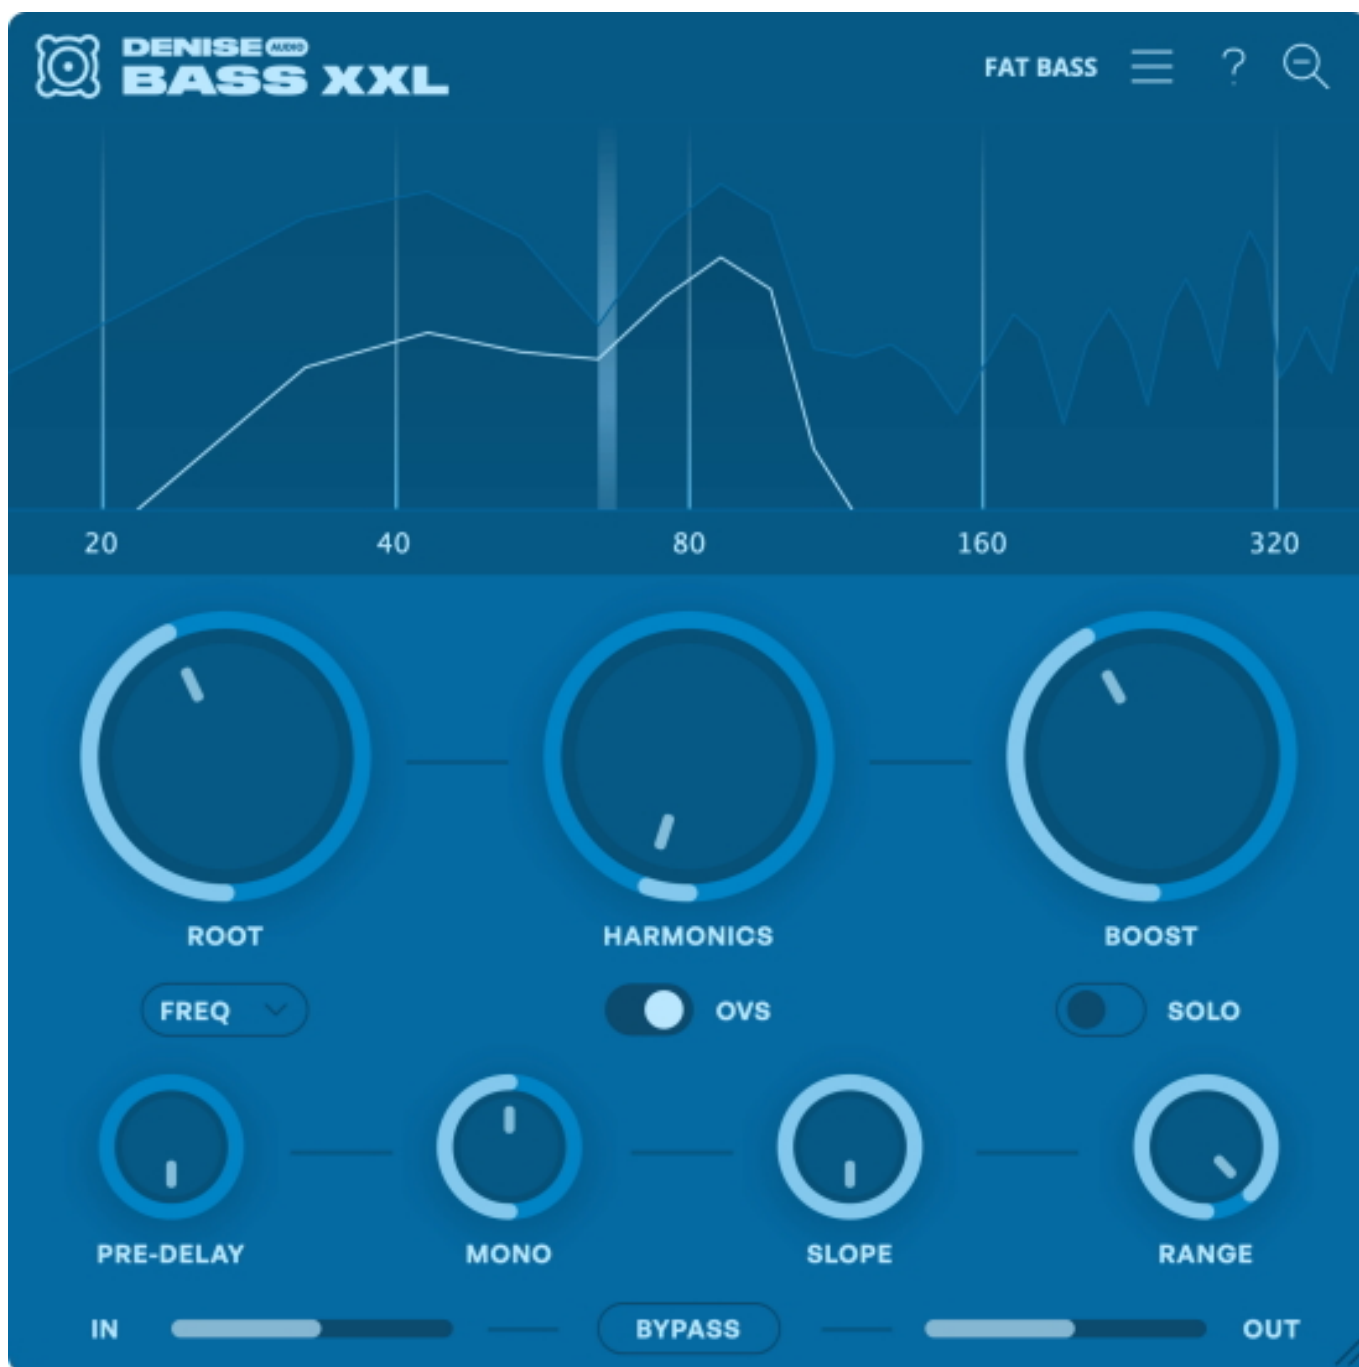 DENISE AUDIO
BASS XXL
FAT BASS
?
20 40 80 160 320
ROOT HARMONICS BOOST
FREQ OVS SOLO
PRE-DELAY MONO SLOPE RANGE
IN BYPASS OUT